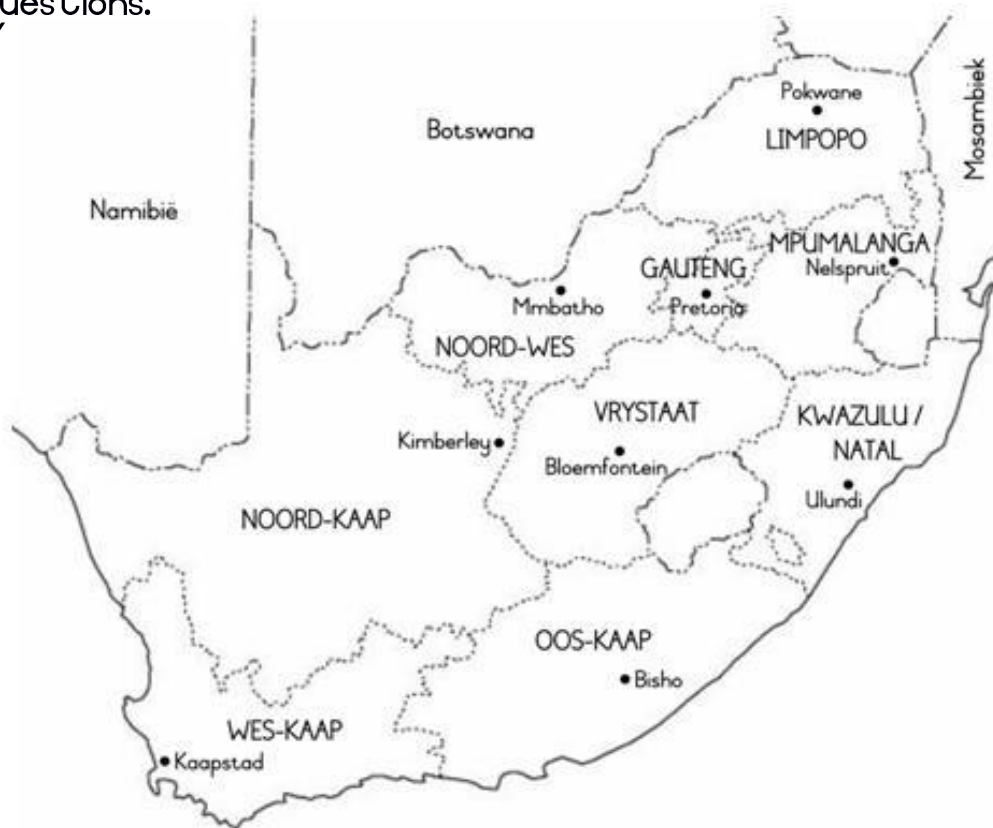 uestions.
Pokwane
LIMPOPO
Mosambiek
Botswana
Namibië
MPUMALANGA
Nelspruit
GAUTENG
Pretoria
Mmbatho
NOORD-WES
VRYSTAAT
KWAZULU /
NATAL
Kimberley
Bloemfontein
Ulundi
NOORD-KAAP
OOS-KAAP
Bisho
WES-KAAP
Kaapstad